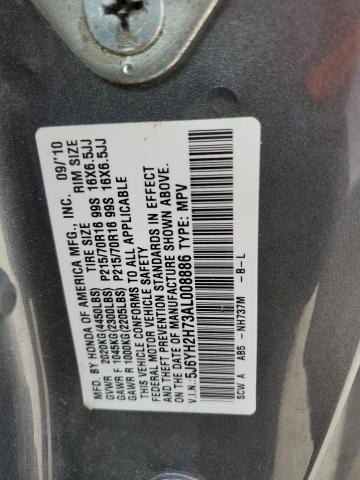 MFD. BY HONDA OF AMERICA MFG., INC. 09/'10
TIRE SIZE RIM SIZE
GVWR 2020KG(4450LBS)
GAWR F 1045KG(2300LBS) P215/70R16 99S 16X6.5JJ
GAWR R 1000KG(2205LBS) P215/70R16 99S 16X6.5JJ
THIS VEHICLE CONFORMS TO ALL APPLICABLE
FEDERAL MOTOR VEHICLE SAFETY
AND THEFT PREVENTION STANDARDS IN EFFECT
ON THE DATE OF MANUFACTURE SHOWN ABOVE.
V.I.N.: 5J6YH2H73AL008886 TYPE: MPV
SCW A AB5 - NH737M - B - L